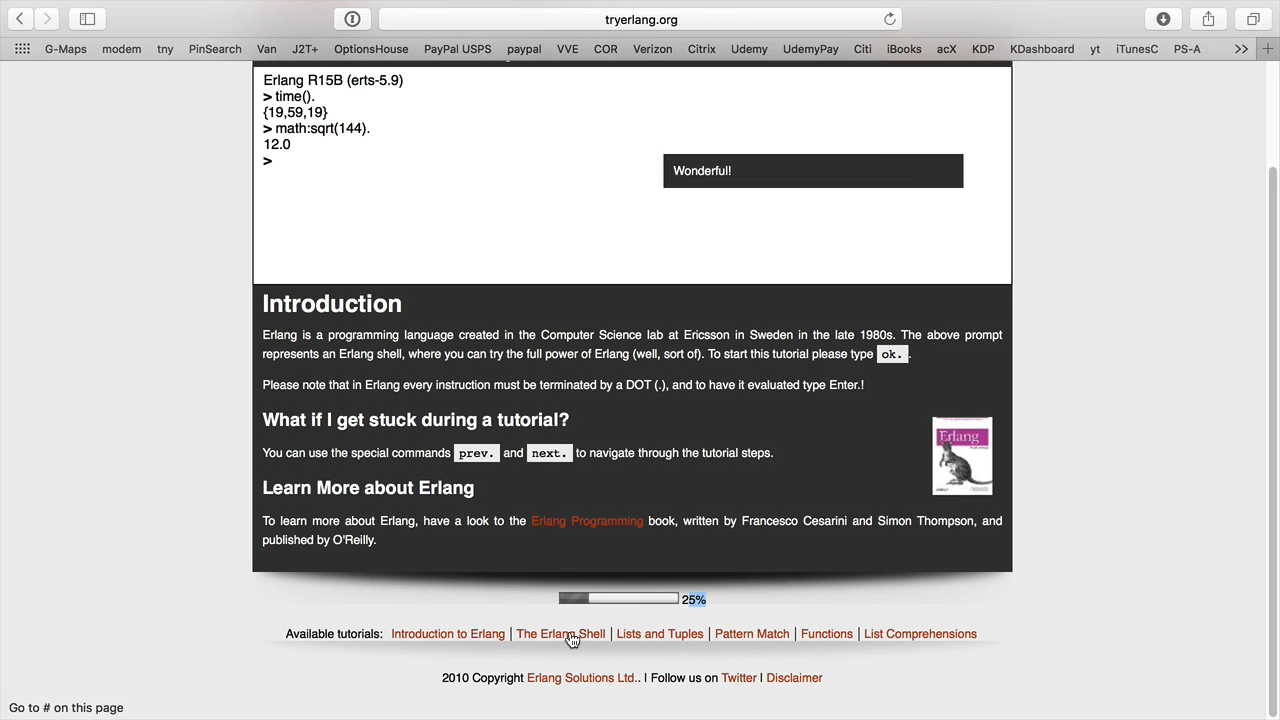 tryerlang.org
G-Maps modem tny PinSearch Van J2T+ OptionsHouse PayPal USPS paypal VVE COR Verizon Citrix Udemy UdemyPay Citi iBooks acX KDP KDashboard yt iTunesC PS-A >>
Erlang R15B (erts-5.9)
> time().
{19,59,19}
> math:sqrt(144).
12.0
>
Wonderful!
Introduction
Erlang is a programming language created in the Computer Science lab at Ericsson in Sweden in the late 1980s. The above prompt
represents an Erlang shell, where you can try the full power of Erlang (well, sort of). To start this tutorial please type ok. .
Please note that in Erlang every instruction must be terminated by a DOT (.), and to have it evaluated type Enter.!
What if I get stuck during a tutorial?
You can use the special commands prev. and next. to navigate through the tutorial steps.
Erlang
Learn More about Erlang
To learn more about Erlang, have a look to the Erlang Programming book, written by Francesco Cesarini and Simon Thompson, and
published by O'Reilly.
25%
Available tutorials: Introduction to Erlang | The Erlang Shell | Lists and Tuples | Pattern Match | Functions | List Comprehensions
2010 Copyright Erlang Solutions Ltd.. | Follow us on Twitter | Disclaimer
Go to # on this page